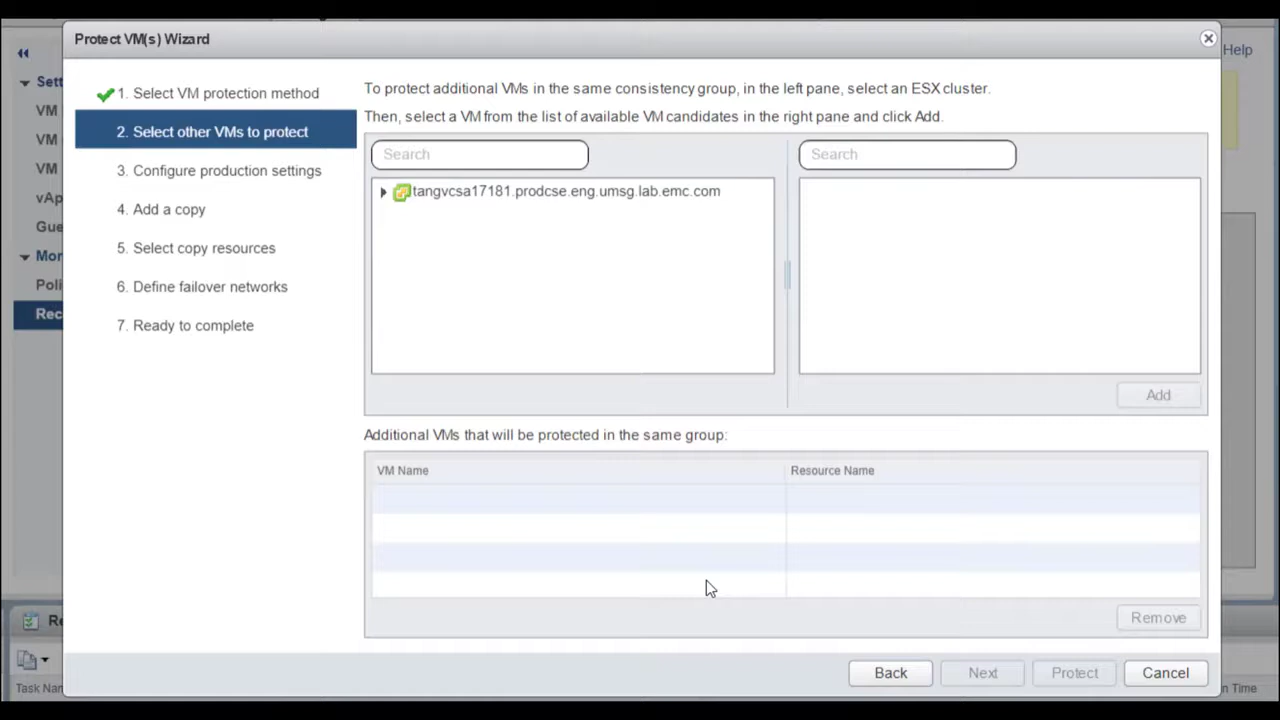 Protect VM(s) Wizard
Help
Sett
VM
VM
VM
vAp
Gue
Mor
Poli
Rec
1. Select VM protection method
2. Select other VMs to protect
3. Configure production settings
4. Add a copy
5. Select copy resources
6. Define failover networks
7. Ready to complete
To protect additional VMs in the same consistency group, in the left pane, select an ESX cluster.
Then, select a VM from the list of available VM candidates in the right pane and click Add.
Search
Search
tangvcsa17181.prodcse.eng.umsg.lab.emc.com
Add
Additional VMs that will be protected in the same group:
VM Name Resource Name
Remove
Re
Back Next Protect Cancel
Task Nan
n Time